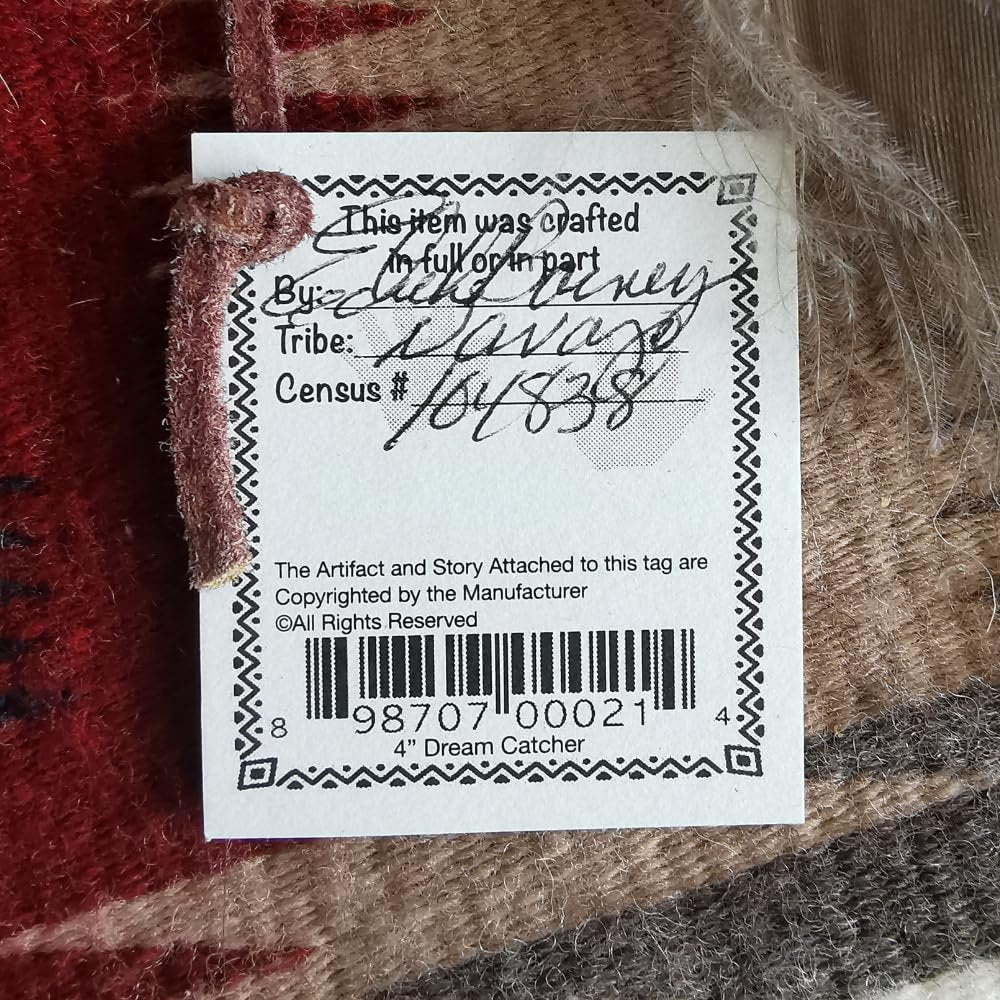 This item was crafted
in full or in part
By:
Tribe: Navajo
Census # 104838
The Artifact and Story Attached to this tag are
Copyrighted by the Manufacturer
©All Rights Reserved
8 98707 00021 4
4” Dream Catcher